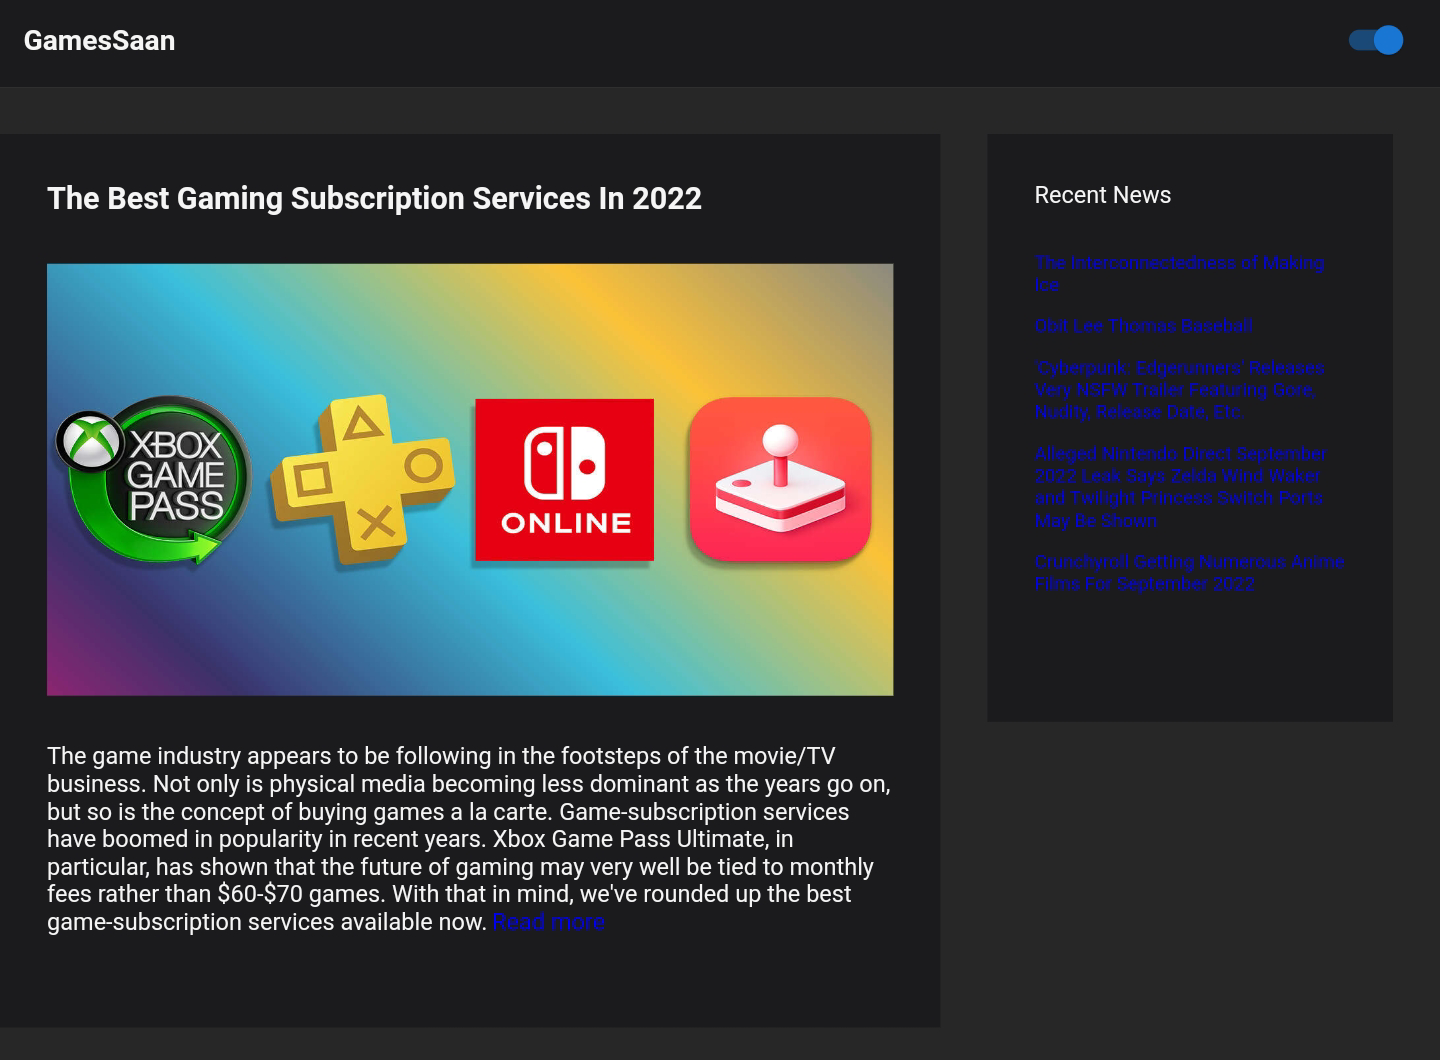 GamesSaan
The Best Gaming Subscription Services In 2022
XBOX
GAME
PASS
ONLINE
The game industry appears to be following in the footsteps of the movie/TV
business. Not only is physical media becoming less dominant as the years go on,
but so is the concept of buying games a la carte. Game-subscription services
have boomed in popularity in recent years. Xbox Game Pass Ultimate, in
particular, has shown that the future of gaming may very well be tied to monthly
fees rather than $60-$70 games. With that in mind, we've rounded up the best
game-subscription services available now. Read more
Recent News
The Interconnectedness of Making
Ice
Obit Lee Thomas Baseball
'Cyberpunk: Edgerunners' Releases
Very NSFW Trailer Featuring Gore,
Nudity, Release Date, Etc.
Alleged Nintendo Direct September
2022 Leak Says Zelda Wind Waker
and Twilight Princess Switch Ports
May Be Shown
Crunchyroll Getting Numerous Anime
Films For September 2022